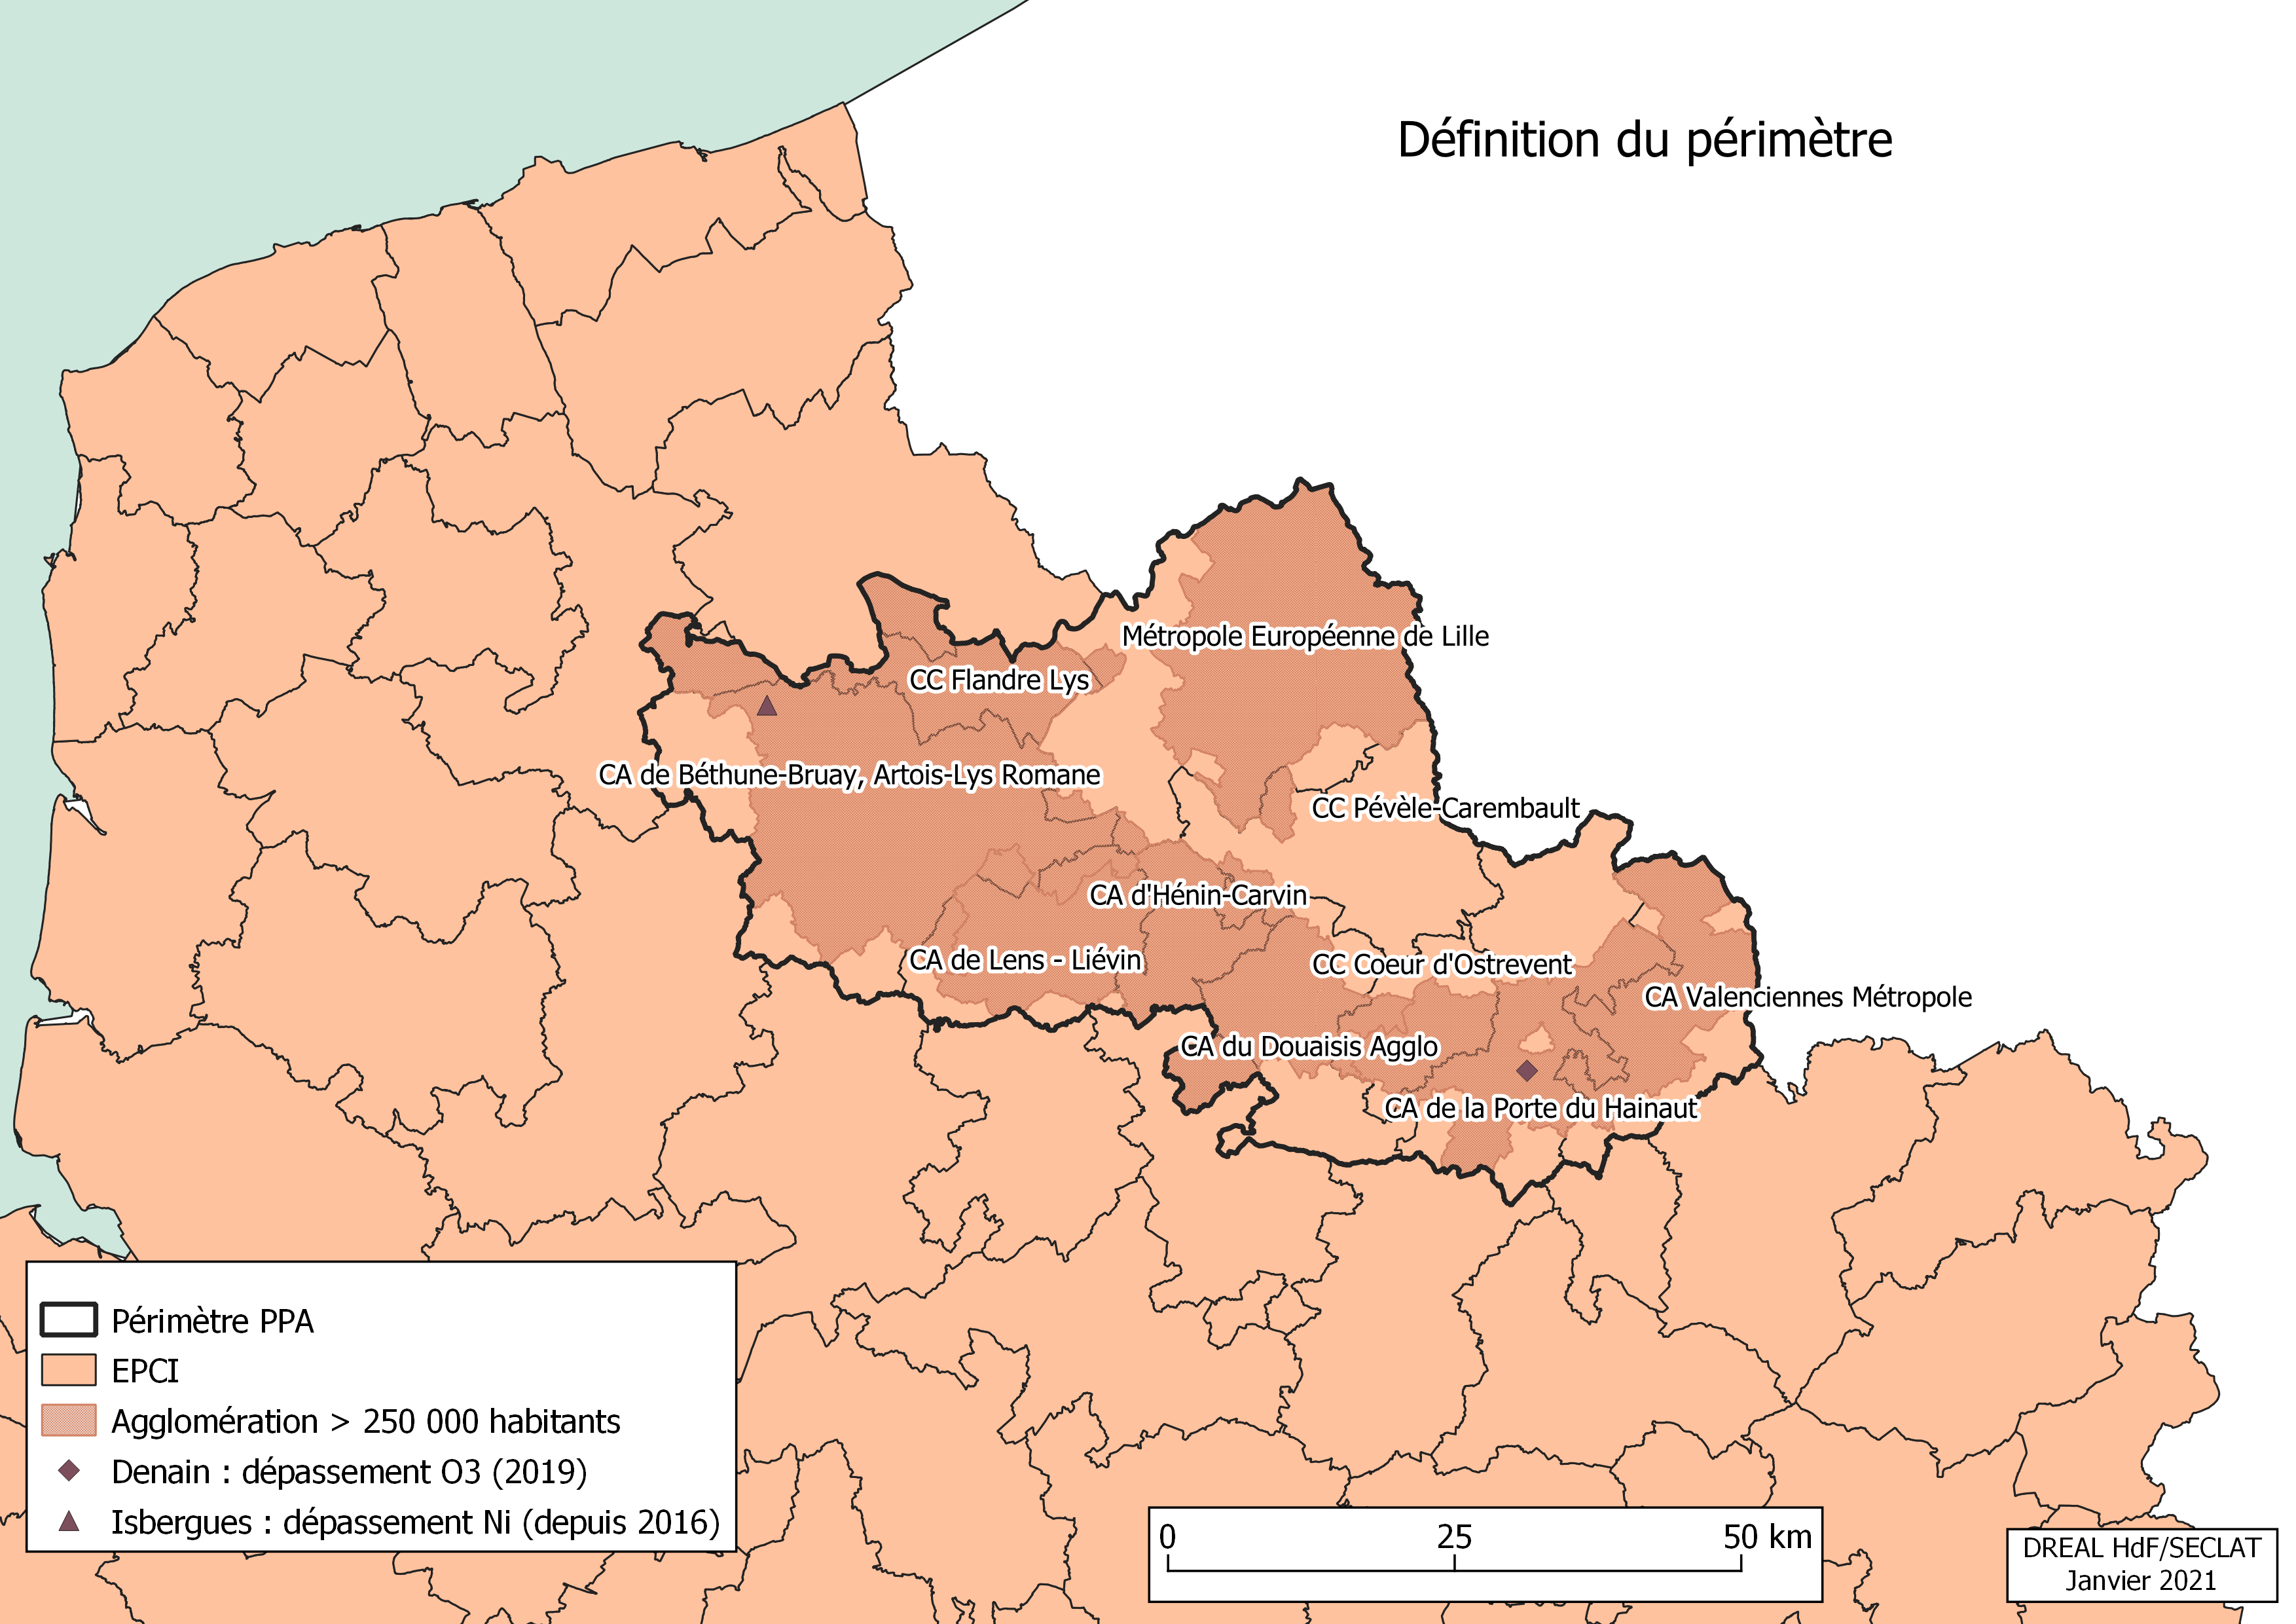 Définition du périmètre
Métropole Européenne de Lille
CC Flandre Lys
CA de Béthune-Bruay, Artois-Lys Romane
CC Pévèle-Carembault
CA d'Hénin-Carvin
CA de Lens - Liévin
CC Coeur d'Ostrevent
CA Valenciennes Métropole
CA du Douaisis Agglo
CA de la Porte du Hainaut
Périmètre PPA
EPCI
Agglomération > 250 000 habitants
Denain : dépassement O3 (2019)
Isbergues : dépassement Ni (depuis 2016)
0 25 50 km
DREAL HdF/SECLAT
Janvier 2021